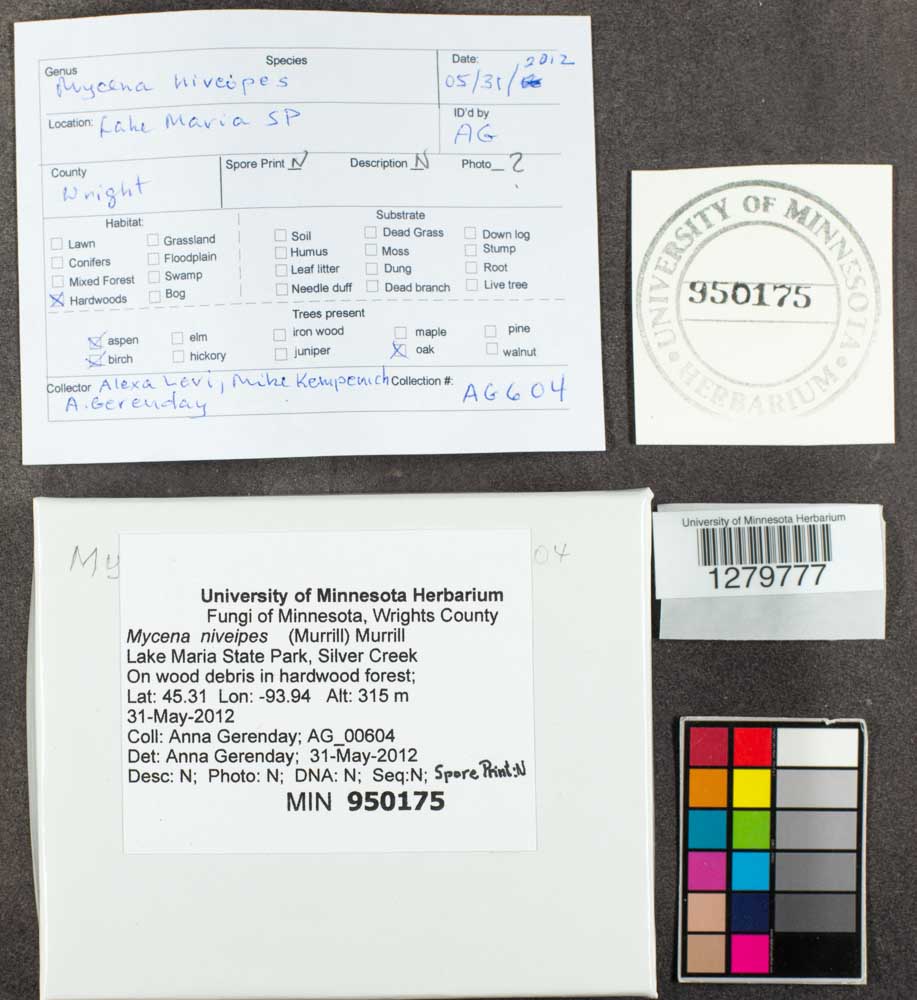 Genus Species
Mycena niveipes
Date: 05/31/2012
Location: Lake Maria SP
ID'd by
AG
County
Wright
Spore Print N Description N Photo ?
Habitat:
Lawn Grassland
Conifers Floodplain
Mixed Forest Swamp
Hardwoods Bog
Substrate
Soil Dead Grass Down log
Humus Moss Stump
Leaf litter Dung Root
Needle duff Dead branch Live tree
Trees present
aspen elm iron wood maple pine
birch hickory juniper oak walnut
Collector Alexa Levi, Mike Kempenich Collection #:
A. Gerenday AG604
UNIVERSITY OF MINNSSOTA
950175
• HERBARIUM •
My 04
University of Minnesota Herbarium
Fungi of Minnesota, Wrights County
Mycena niveipes (Murrill) Murrill
Lake Maria State Park, Silver Creek
On wood debris in hardwood forest;
Lat: 45.31 Lon: -93.94 Alt: 315 m
31-May-2012
Coll: Anna Gerenday; AG_00604
Det: Anna Gerenday; 31-May-2012
Desc: N; Photo: N; DNA: N; Seq:N; Spore Print:N
MIN 950175
University of Minnesota Herbarium
1279777